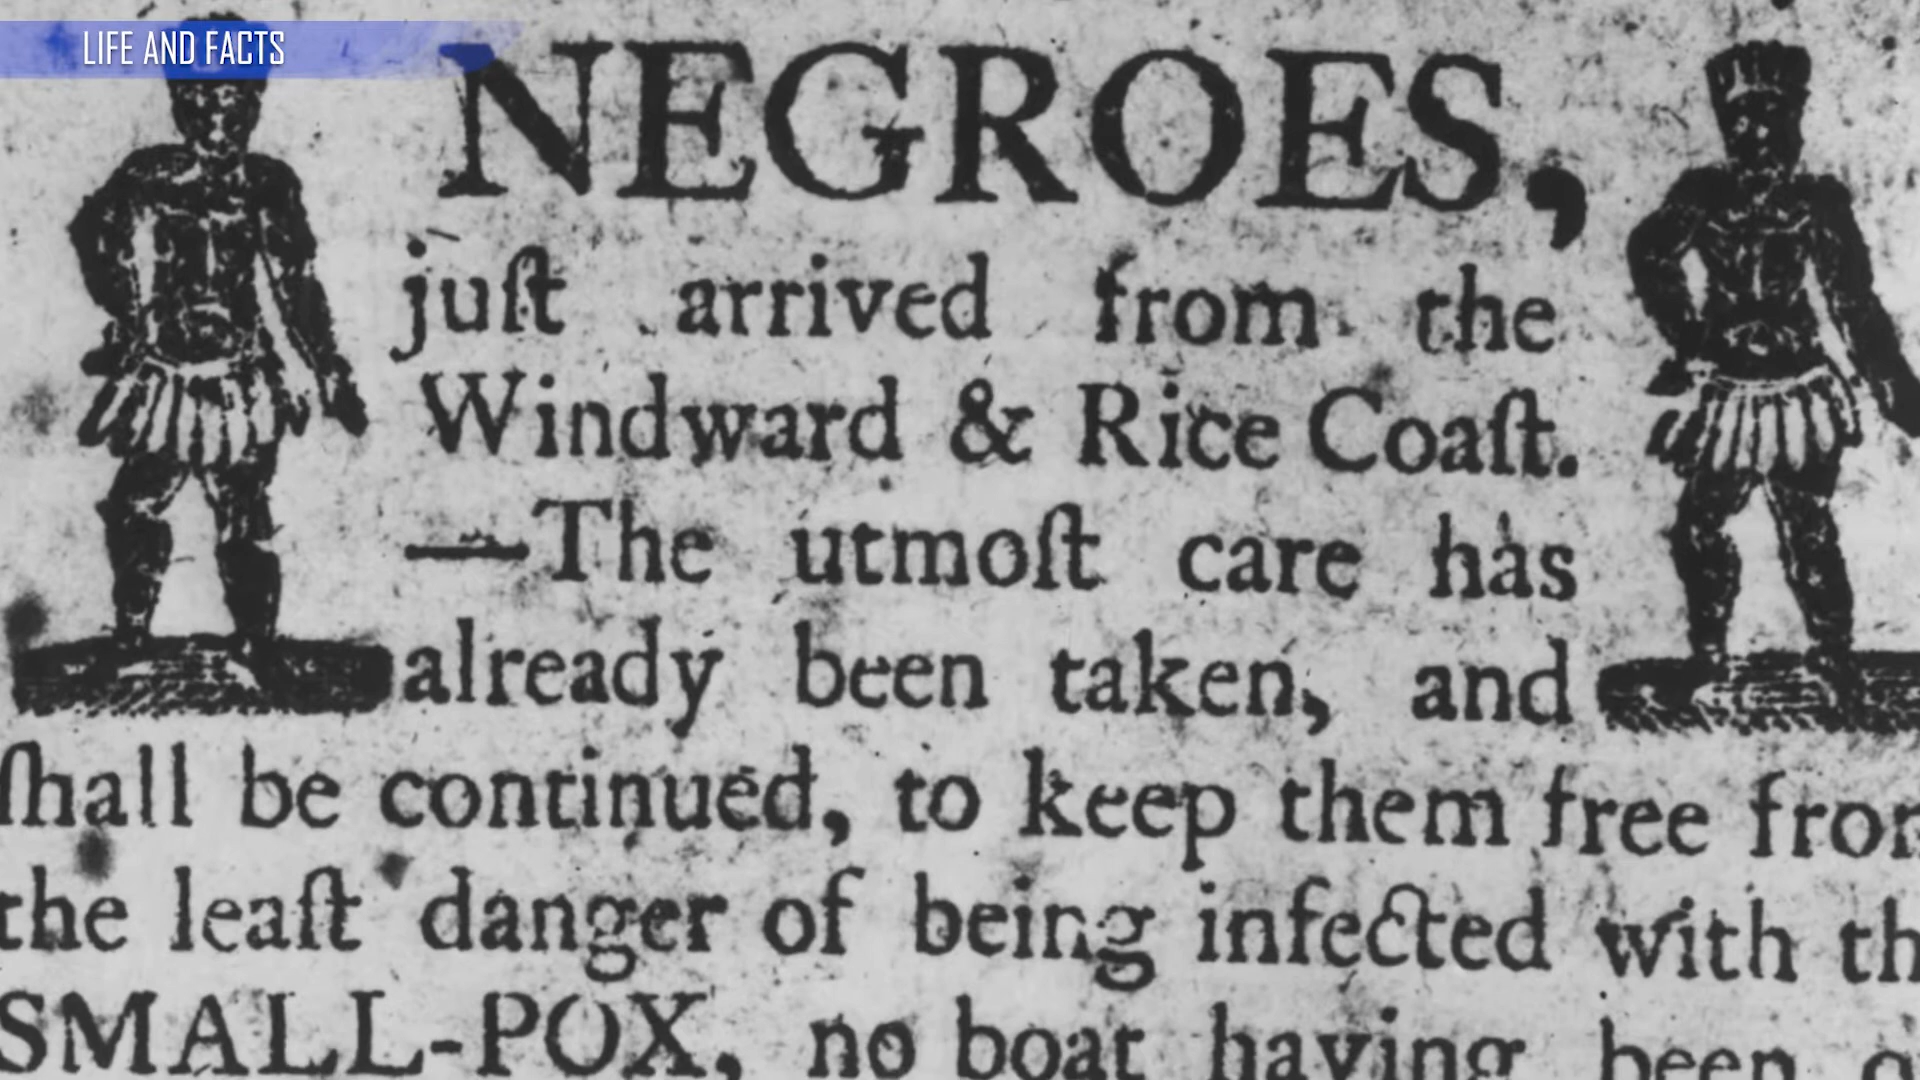 LIFE AND FACTS
NEGROES,
juſt arrived from the
Windward & Rice Coaſt.
—The utmoſt care has
already been taken, and
ſhall be continued, to keep them free
the leaſt danger of being infected with
SMALL-POX, no boat having been